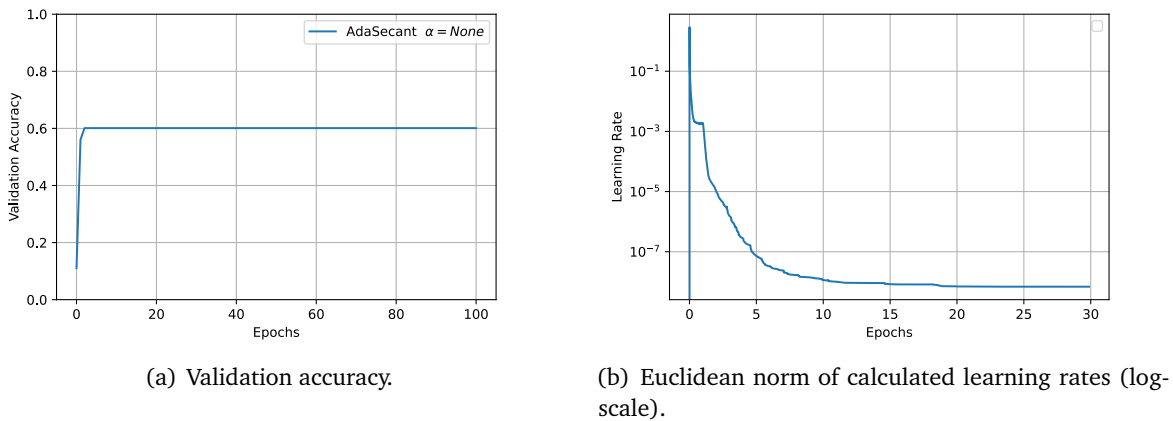 1.0
0.8
0.6
0.4
0.2
0.0
Validation Accuracy
AdaSecant α = None
0 20 40 60 80 100
Epochs
(a) Validation accuracy.
10⁻¹
10⁻³
10⁻⁵
10⁻⁷
Learning Rate
0 5 10 15 20 25 30
Epochs
(b) Euclidean norm of calculated learning rates (log-
scale).